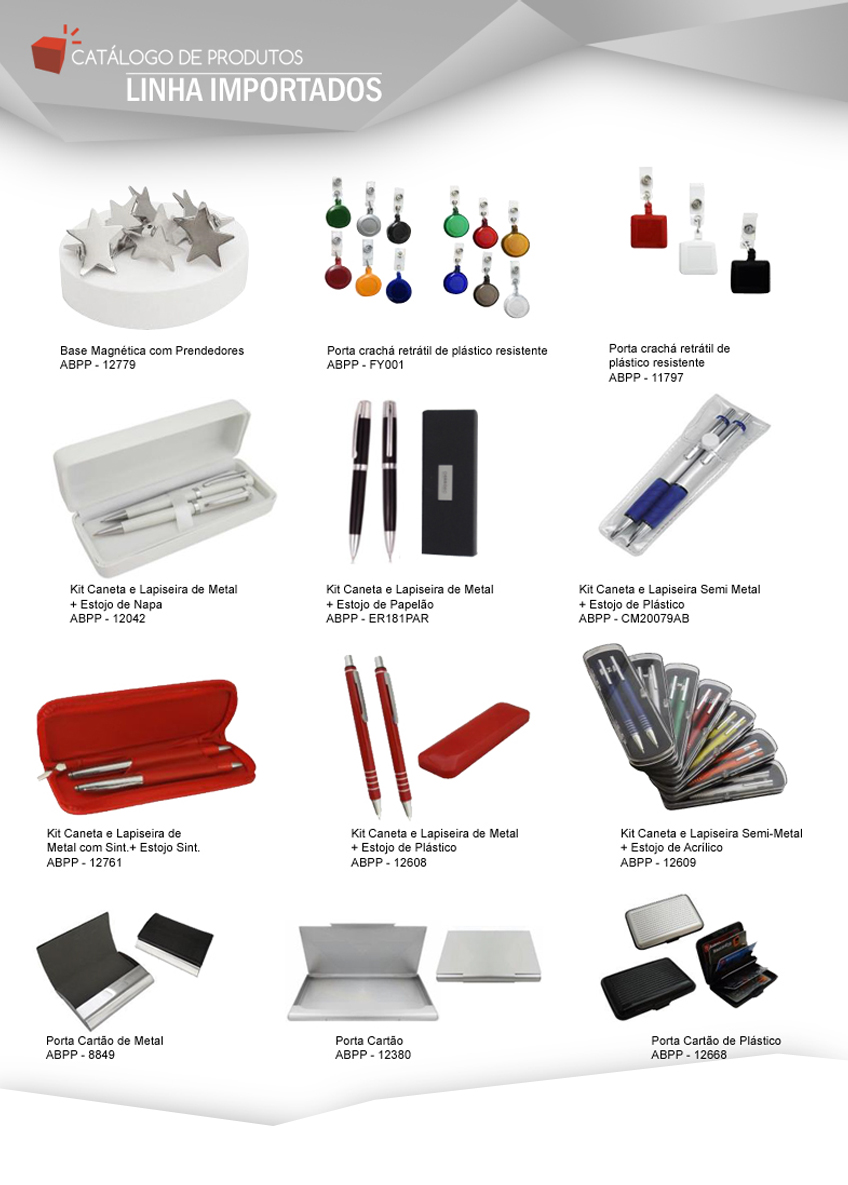 CATÁLOGO DE PRODUTOS
LINHA IMPORTADOS
Base Magnética com Prendedores
ABPP - 12779
Porta crachá retrátil de plástico resistente
ABPP - FY001
Porta crachá retrátil de
plástico resistente
ABPP - 11797
Kit Caneta e Lapiseira de Metal
+ Estojo de Napa
ABPP - 12042
Kit Caneta e Lapiseira de Metal
+ Estojo de Papelão
ABPP - ER181PAR
Kit Caneta e Lapiseira Semi Metal
+ Estojo de Plástico
ABPP - CM20079AB
Kit Caneta e Lapiseira de
Metal com Sint.+ Estojo Sint.
ABPP - 12761
Kit Caneta e Lapiseira de Metal
+ Estojo de Plástico
ABPP - 12608
Kit Caneta e Lapiseira Semi-Metal
+ Estojo de Acrílico
ABPP - 12609
Porta Cartão de Metal
ABPP - 8849
Porta Cartão
ABPP - 12380
Porta Cartão de Plástico
ABPP - 12668